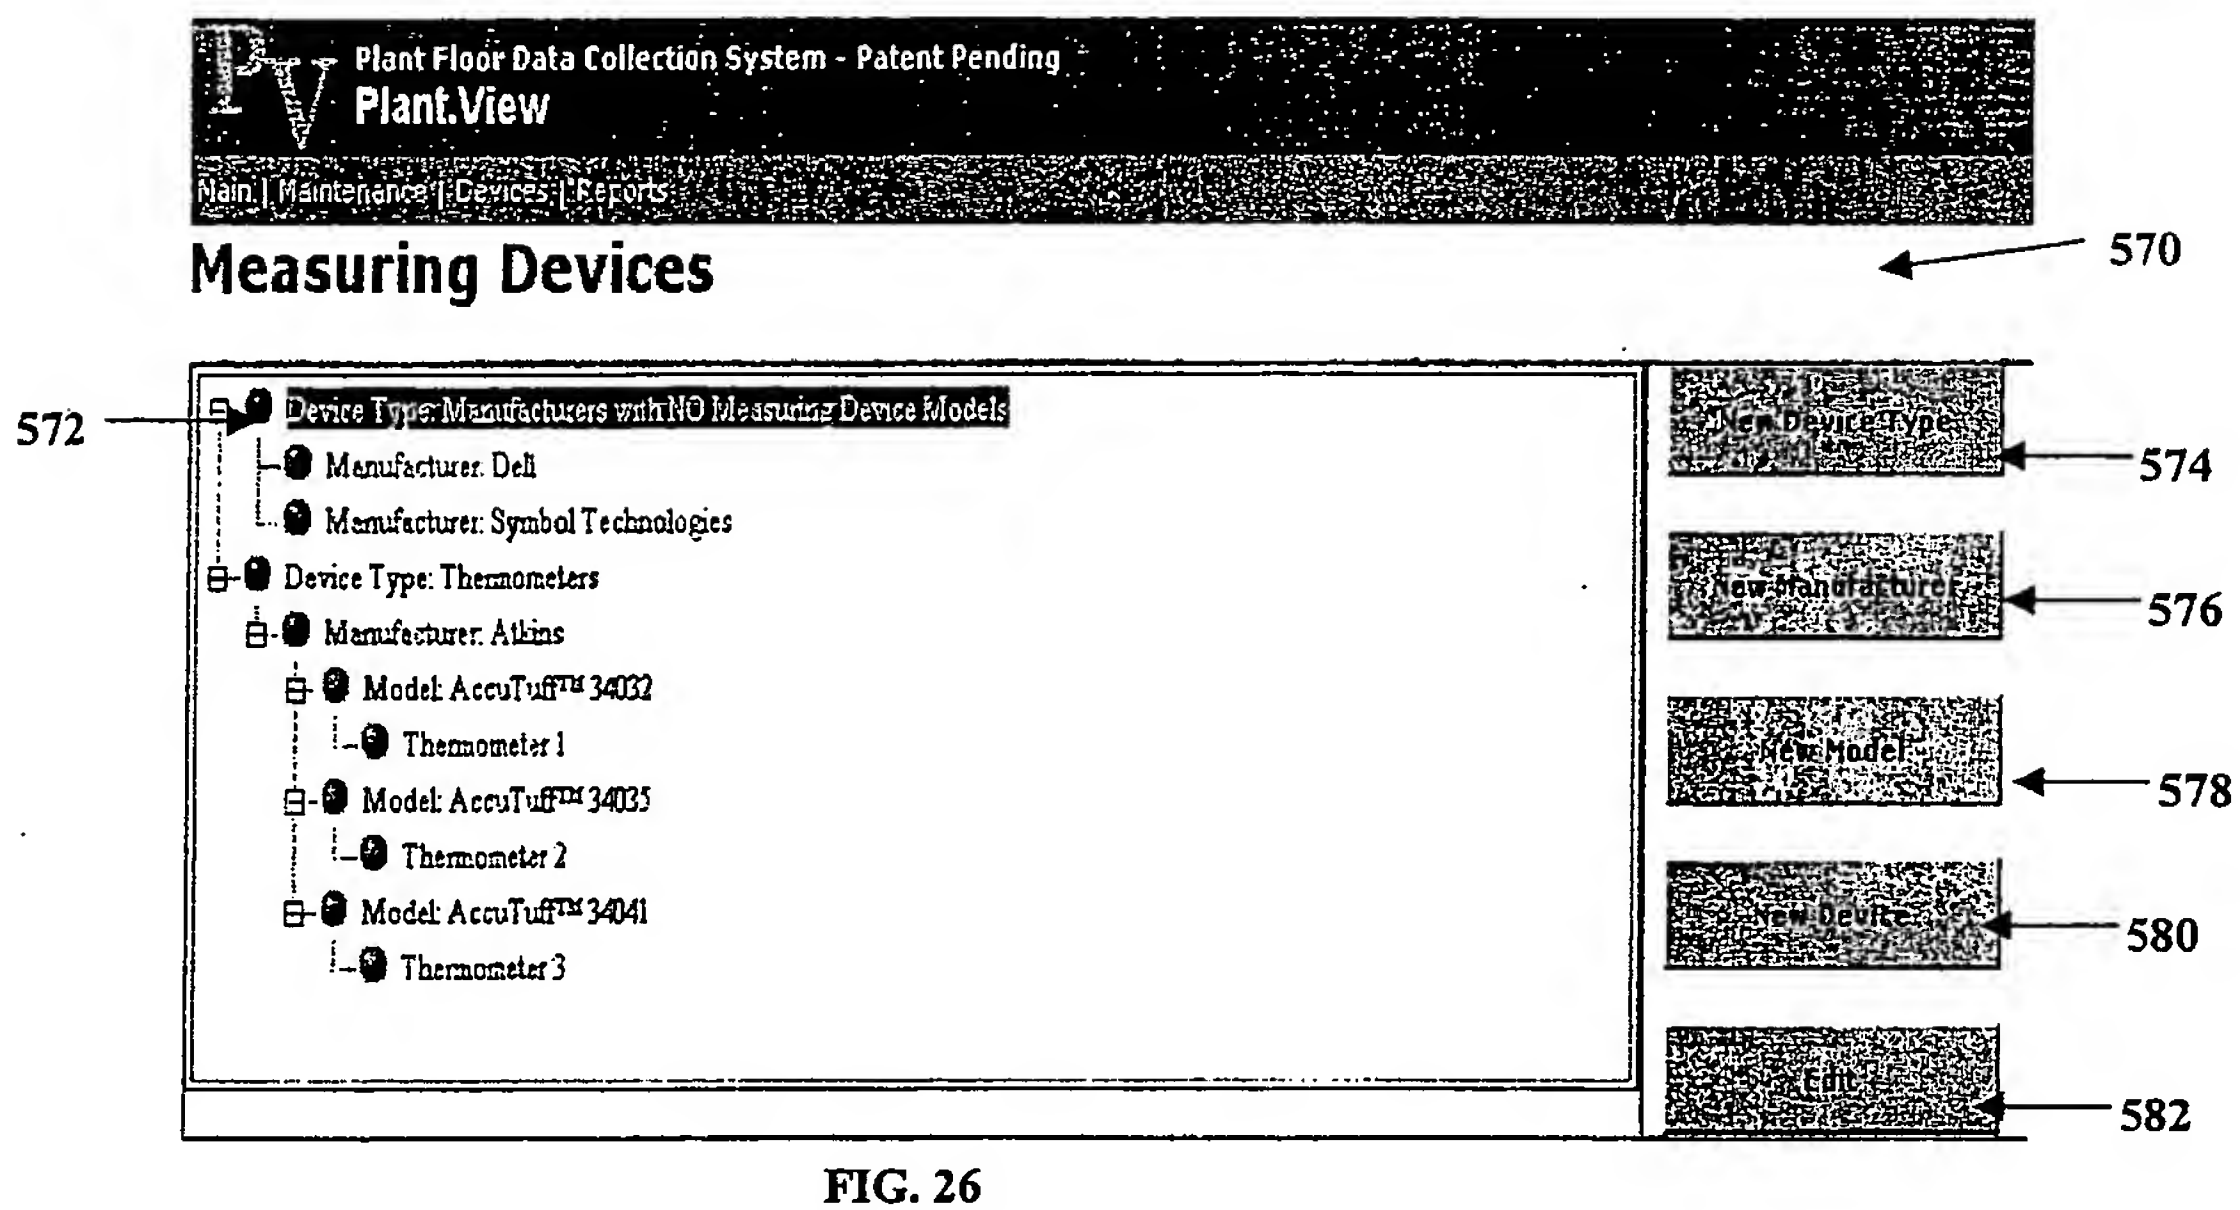 PV
Plant Floor Data Collection System - Patent Pending
Plant.View
Main | Maintenance | Devices | Reports
Measuring Devices
570
572
Device Type: Manufacturers with NO Measuring Device Models
Manufacturer: Dell
Manufacturer: Symbol Technologies
Device Type: Thermometers
Manufacturer: Atkins
Model: AccuTuff™ 34032
Thermometer 1
Model: AccuTuff™ 34035
Thermometer 2
Model: AccuTuff™ 34041
Thermometer 3
New Device Type
574
New Manufacturer
576
New Model
578
New Device
580
Edit
582
FIG. 26